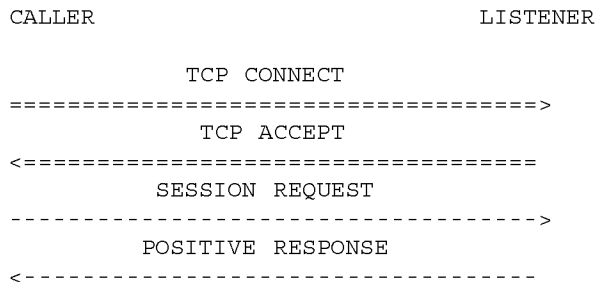 CALLER                          LISTENER
            TCP CONNECT
====================================>
             TCP ACCEPT
<===================================
          SESSION REQUEST
------------------------------------>
         POSITIVE RESPONSE
<-----------------------------------